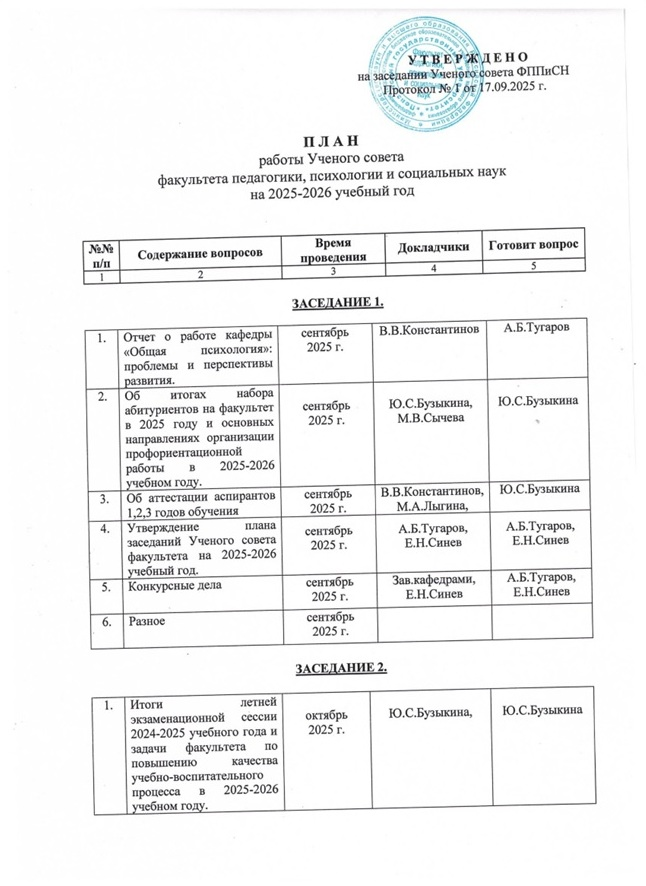 УТВЕРЖДЕНО
на заседании Ученого совета ФППиСН
Протокол № 1 от 17.09.2025 г.
ПЛАН
работы Ученого совета
факультета педагогики, психологии и социальных наук
на 2025-2026 учебный год
№№ п/п
Содержание вопросов
Время проведения
Докладчики
Готовит вопрос
1
2
3
4
5
ЗАСЕДАНИЕ 1.
1.
Отчет о работе кафедры
«Общая психология»:
проблемы и перспективы
развития.
сентябрь
2025 г.
В.В.Константинов
А.Б.Тугаров
2.
Об итогах набора
абитуриентов на факультет
в 2025 году и основных
направлениях организации
профориентационной
работы в 2025-2026
учебном году.
сентябрь
2025 г.
Ю.С.Бузыкина,
М.В.Сычева
Ю.С.Бузыкина
3.
Об аттестации аспирантов
1,2,3 годов обучения
сентябрь
2025 г.
В.В.Константинов,
М.А.Лыгина,
Ю.С.Бузыкина
4.
Утверждение плана
заседаний Ученого совета
факультета на 2025-2026
учебный год.
сентябрь
2025 г.
А.Б.Тугаров,
Е.Н.Синев
А.Б.Тугаров,
Е.Н.Синев
5.
Конкурсные дела
сентябрь
2025 г.
Зав.кафедрами,
Е.Н.Синев
А.Б.Тугаров,
Е.Н.Синев
6.
Разное
сентябрь
2025 г.
ЗАСЕДАНИЕ 2.
1.
Итоги летней
экзаменационной сессии
2024-2025 учебного года и
задачи факультета по
повышению качества
учебно-воспитательного
процесса в 2025-2026
учебном году.
октябрь
2025 г.
Ю.С.Бузыкина,
Ю.С.Бузыкина